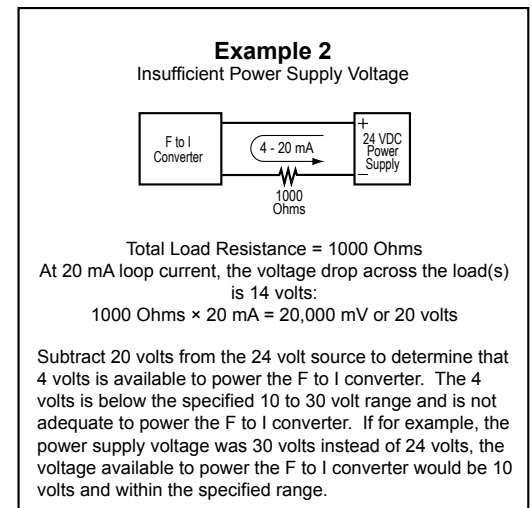 Example 2
Insufficient Power Supply Voltage
F to I
Converter
4 - 20 mA
+
24 VDC
Power
Supply
–
1000
Ohms
Total Load Resistance = 1000 Ohms
At 20 mA loop current, the voltage drop across the load(s)
is 14 volts:
1000 Ohms × 20 mA = 20,000 mV or 20 volts
Subtract 20 volts from the 24 volt source to determine that
4 volts is available to power the F to I converter.  The 4
volts is below the specified 10 to 30 volt range and is not
adequate to power the F to I converter.  If for example, the
power supply voltage was 30 volts instead of 24 volts, the
voltage available to power the F to I converter would be 10
volts and within the specified range.